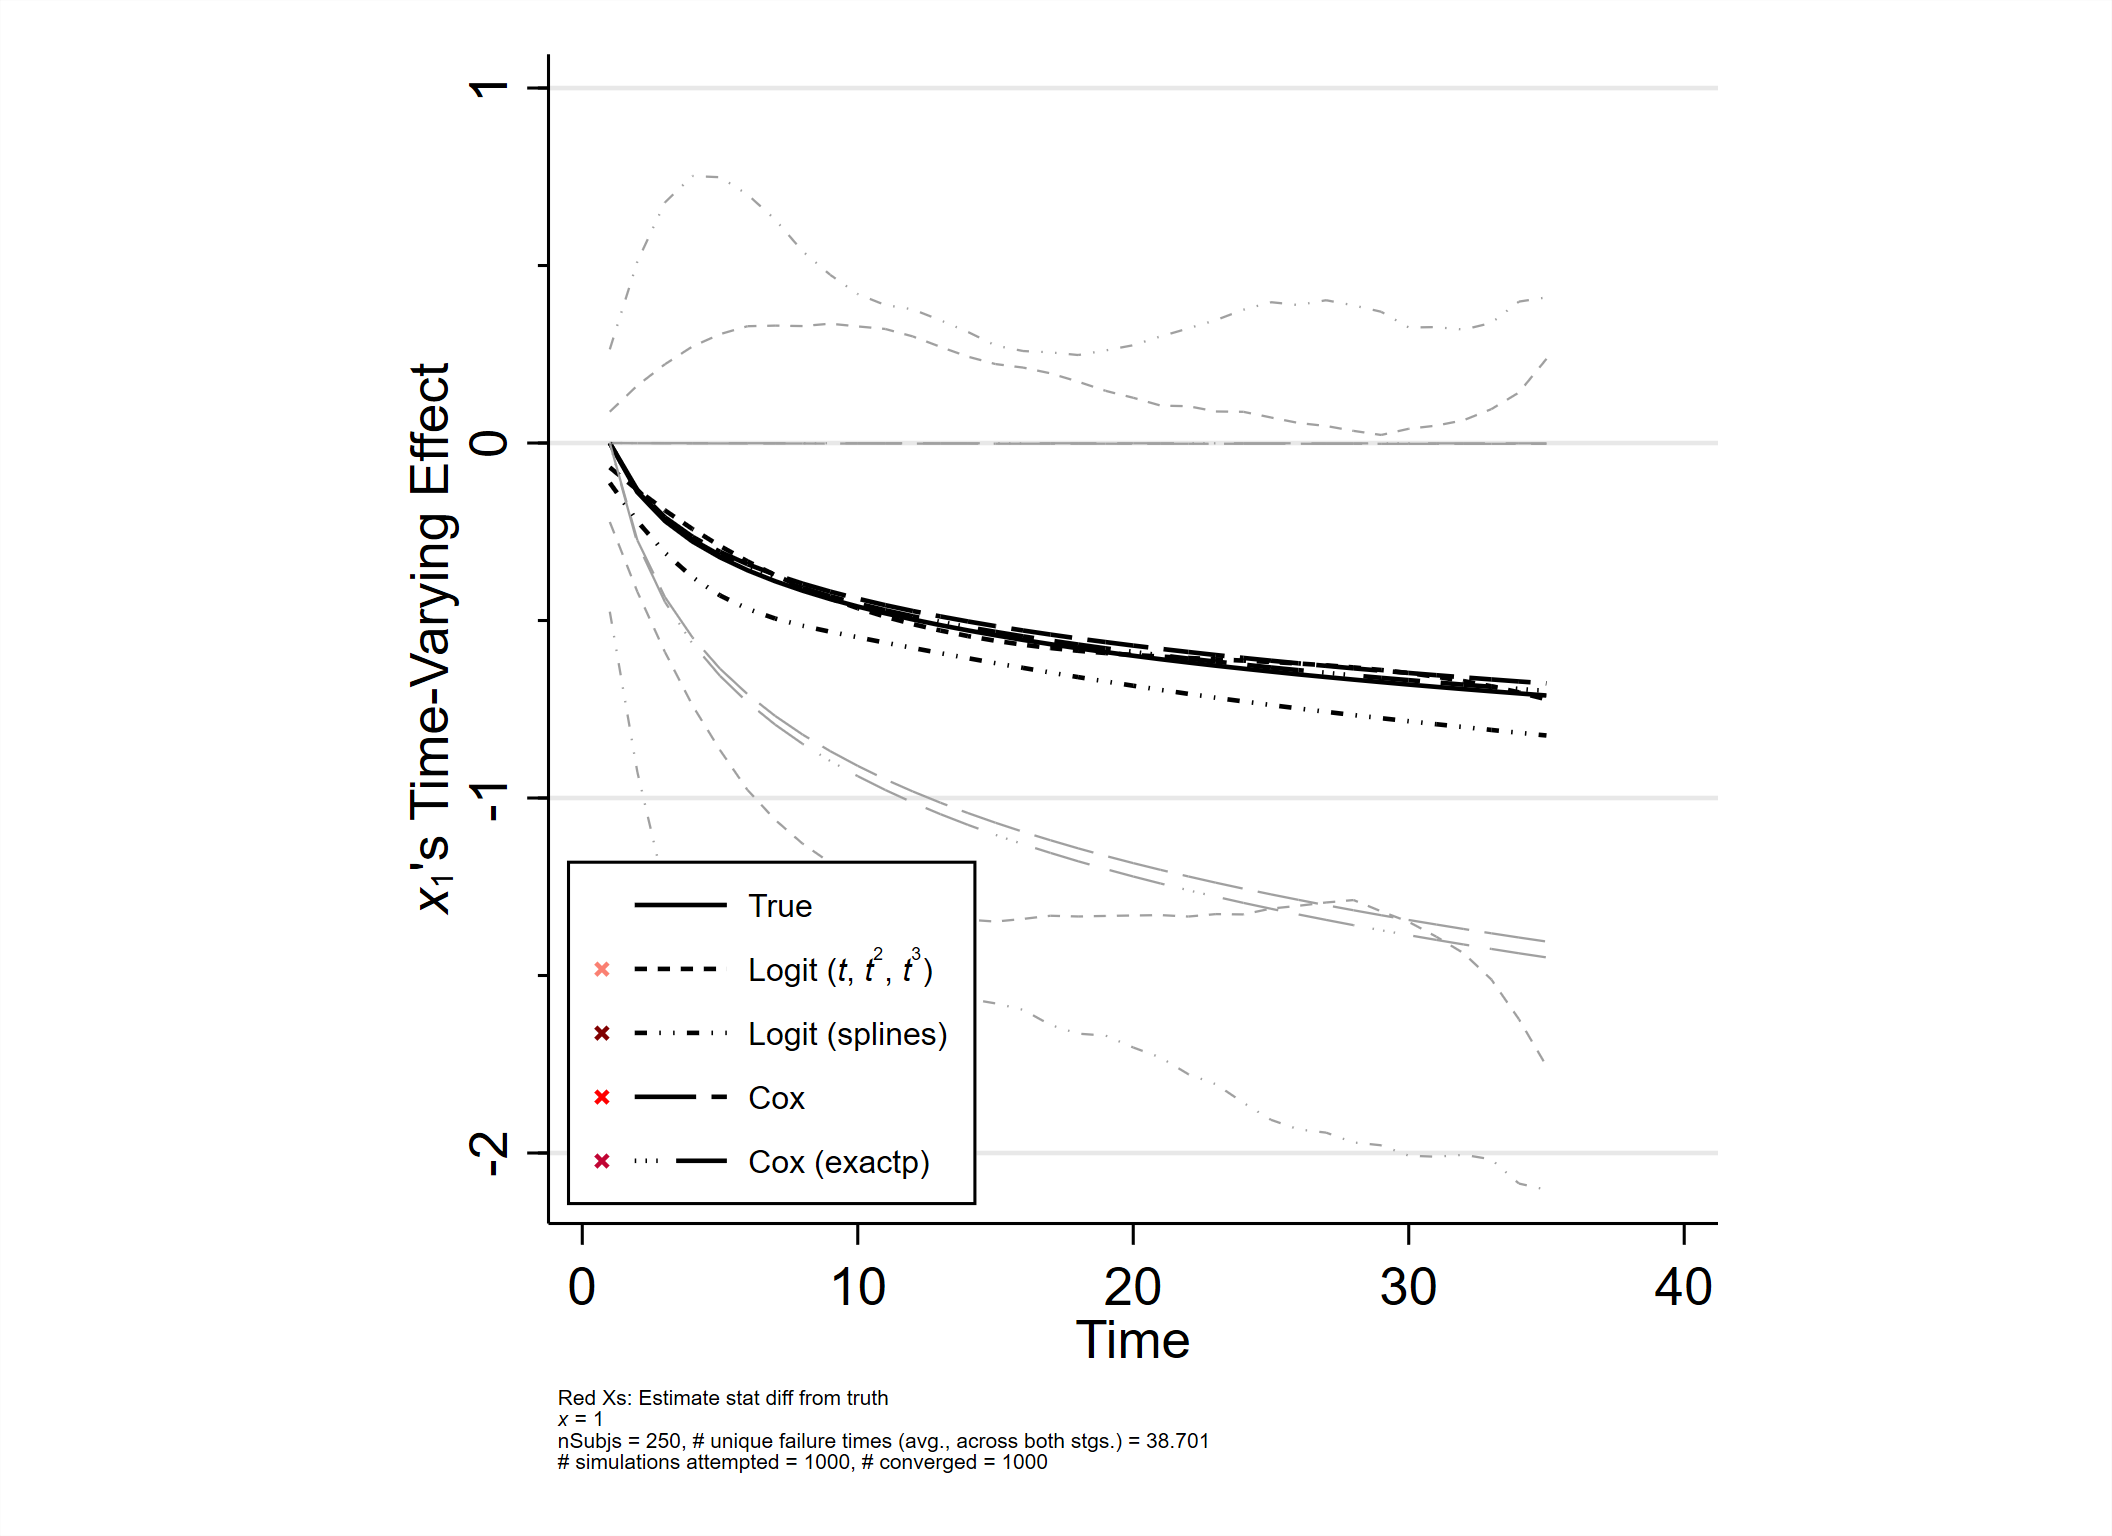 x₁'s Time-Varying Effect
1
0
-1
-2
True
Logit (t, t², t³)
Logit (splines)
Cox
Cox (exactp)
0 10 20 30 40
Time
Red Xs: Estimate stat diff from truth
x = 1
nSubjs = 250, # unique failure times (avg., across both stgs.) = 38.701
# simulations attempted = 1000, # converged = 1000